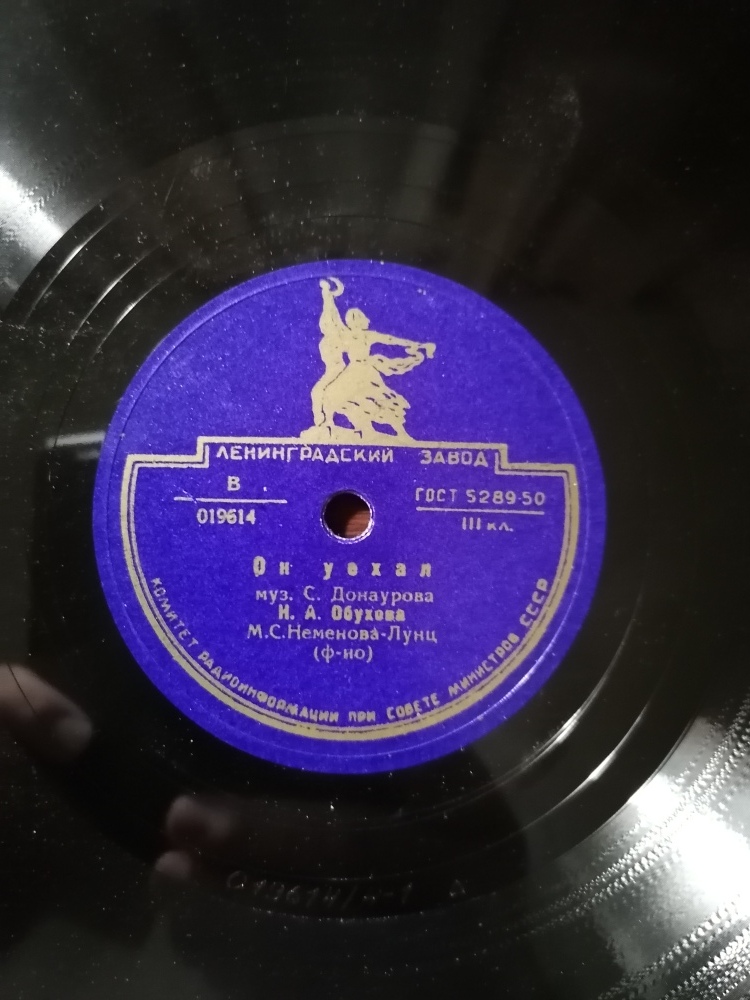 ЛЕНИНГРАДСКИЙ ЗАВОД
В
019614
ГОСТ 5289-50
III кл.
Он уехал
муз. С. Донаурова
Н. А. Обухова
М.С.Неменова-Лунц
(ф-но)
КОМИТЕТ РАДИОИНФОРМАЦИИ ПРИ СОВЕТЕ МИНИСТРОВ СССР